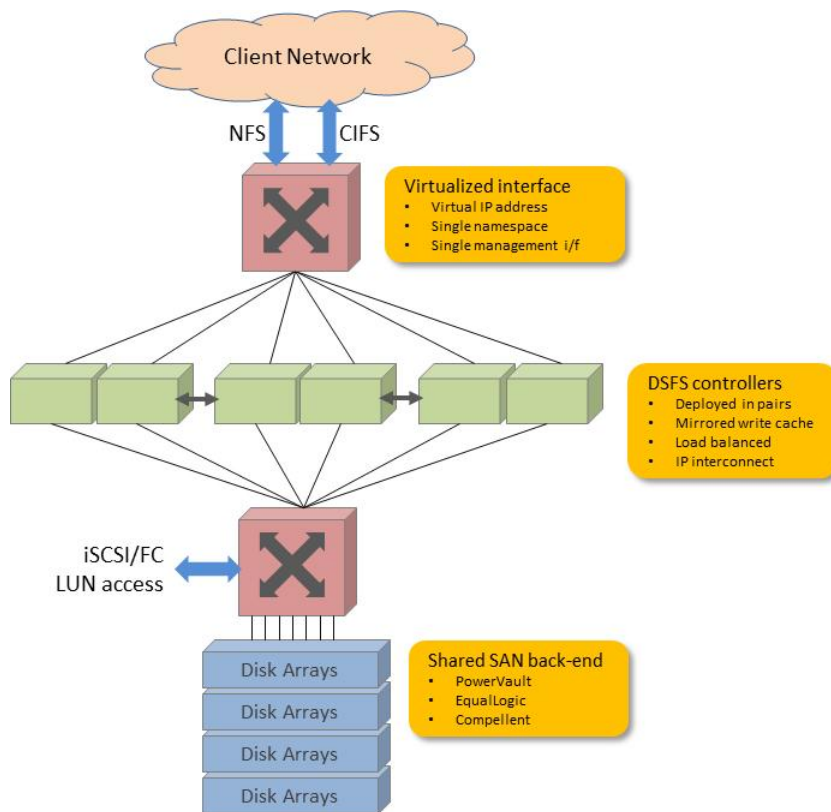 Client Network
NFS
CIFS
Virtualized interface
• Virtual IP address
• Single namespace
• Single management i/f
DSFS controllers
• Deployed in pairs
• Mirrored write cache
• Load balanced
• IP interconnect
iSCSI/FC
LUN access
Shared SAN back-end
• PowerVault
• EqualLogic
• Compellent
Disk Arrays
Disk Arrays
Disk Arrays
Disk Arrays